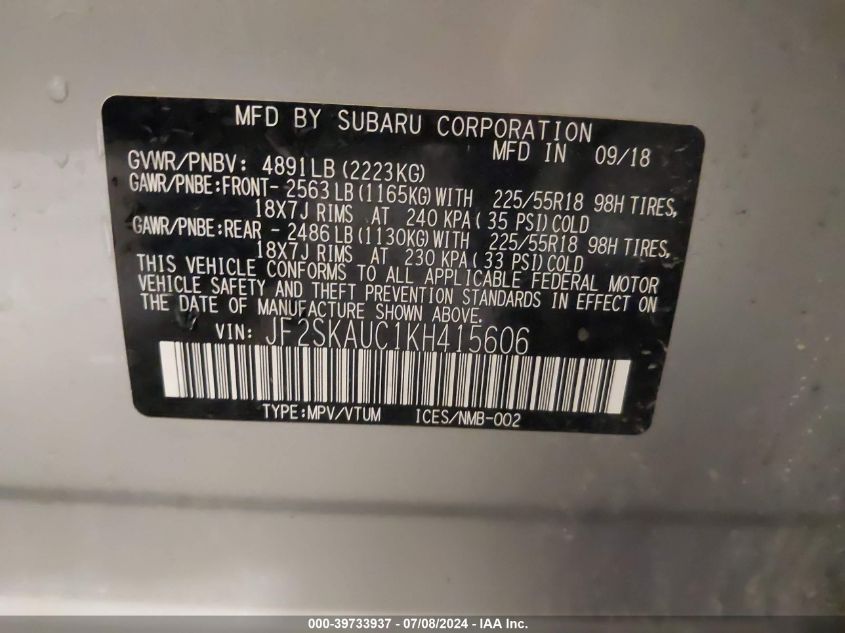 MFD BY SUBARU CORPORATION
GVWR/PNBV: 4891LB (2223KG) MFD IN 09/18
GAWR/PNBE:FRONT- 2563LB (1165KG) WITH 225/55R18 98H TIRES,
18X7J RIMS AT 240 KPA( 35 PSI) COLD
GAWR/PNBE:REAR - 2486LB (1130KG) WITH 225/55R18 98H TIRES,
18X7J RIMS AT 230 KPA( 33 PSI) COLD
THIS VEHICLE CONFORMS TO ALL APPLICABLE FEDERAL MOTOR
VEHICLE SAFETY AND THEFT PREVENTION STANDARDS IN EFFECT ON
THE DATE OF MANUFACTURE SHOWN ABOVE.
VIN: JF2SKAUC1KH415606
TYPE:MPV/VTUM ICES/NMB-002
000-39733937 - 07/08/2024 - IAA Inc.